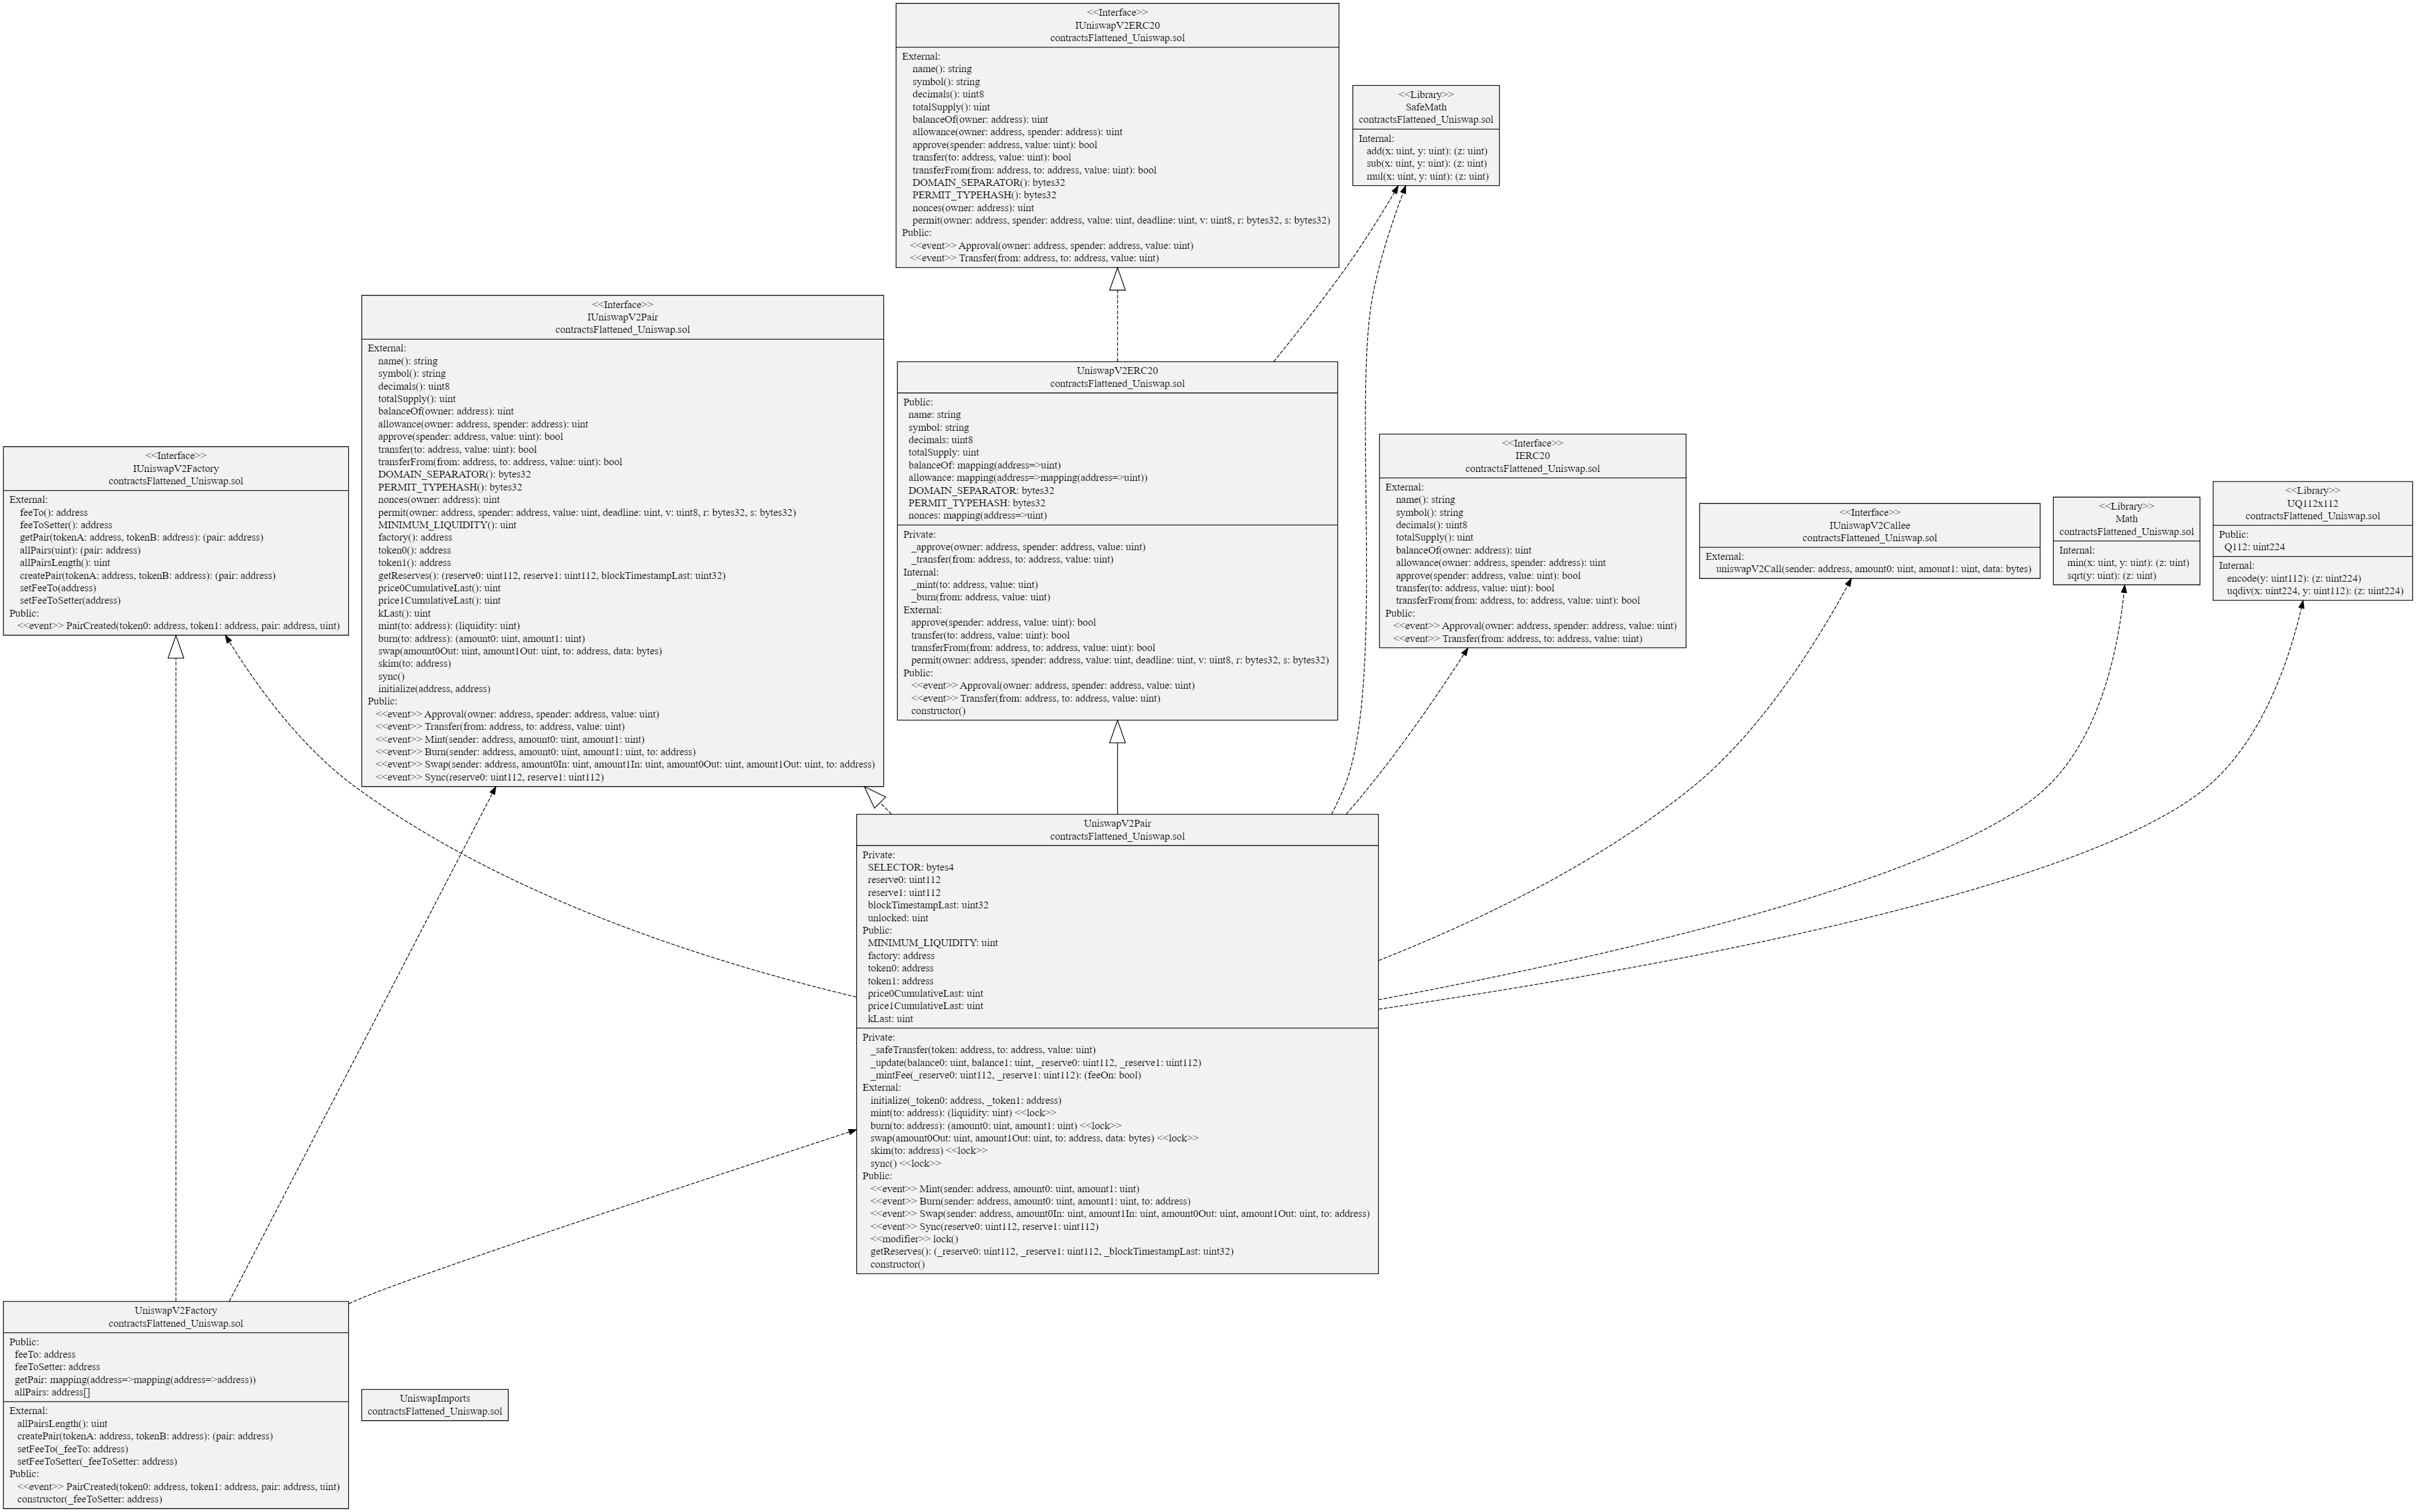 <<Interface>>
IUniswapV2ERC20
contractsFlattened_Uniswap.sol
External:
name(): string
symbol(): string
decimals(): uint8
totalSupply(): uint
balanceOf(owner: address): uint
allowance(owner: address, spender: address): uint
approve(spender: address, value: uint): bool
transfer(to: address, value: uint): bool
transferFrom(from: address, to: address, value: uint): bool
DOMAIN_SEPARATOR(): bytes32
PERMIT_TYPEHASH(): bytes32
nonces(owner: address): uint
permit(owner: address, spender: address, value: uint, deadline: uint, v: uint8, r: bytes32, s: bytes32)
Public:
<<event>> Approval(owner: address, spender: address, value: uint)
<<event>> Transfer(from: address, to: address, value: uint)
<<Library>>
SafeMath
contractsFlattened_Uniswap.sol
Internal:
add(x: uint, y: uint): (z: uint)
sub(x: uint, y: uint): (z: uint)
mul(x: uint, y: uint): (z: uint)
<<Interface>>
IUniswapV2Pair
contractsFlattened_Uniswap.sol
External:
name(): string
symbol(): string
decimals(): uint8
totalSupply(): uint
balanceOf(owner: address): uint
allowance(owner: address, spender: address): uint
approve(spender: address, value: uint): bool
transfer(to: address, value: uint): bool
transferFrom(from: address, to: address, value: uint): bool
DOMAIN_SEPARATOR(): bytes32
PERMIT_TYPEHASH(): bytes32
nonces(owner: address): uint
permit(owner: address, spender: address, value: uint, deadline: uint, v: uint8, r: bytes32, s: bytes32)
MINIMUM_LIQUIDITY(): uint
factory(): address
token0(): address
token1(): address
getReserves(): (reserve0: uint112, reserve1: uint112, blockTimestampLast: uint32)
price0CumulativeLast(): uint
price1CumulativeLast(): uint
kLast(): uint
mint(to: address): (liquidity: uint)
burn(to: address): (amount0: uint, amount1: uint)
swap(amount0Out: uint, amount1Out: uint, to: address, data: bytes)
skim(to: address)
sync()
initialize(address, address)
Public:
<<event>> Approval(owner: address, spender: address, value: uint)
<<event>> Transfer(from: address, to: address, value: uint)
<<event>> Mint(sender: address, amount0: uint, amount1: uint)
<<event>> Burn(sender: address, amount0: uint, amount1: uint, to: address)
<<event>> Swap(sender: address, amount0In: uint, amount1In: uint, amount0Out: uint, amount1Out: uint, to: address)
<<event>> Sync(reserve0: uint112, reserve1: uint112)
UniswapV2ERC20
contractsFlattened_Uniswap.sol
Public:
name: string
symbol: string
decimals: uint8
totalSupply: uint
balanceOf: mapping(address=>uint)
allowance: mapping(address=>mapping(address=>uint))
DOMAIN_SEPARATOR: bytes32
PERMIT_TYPEHASH: bytes32
nonces: mapping(address=>uint)
Private:
_approve(owner: address, spender: address, value: uint)
_transfer(from: address, to: address, value: uint)
Internal:
_mint(to: address, value: uint)
_burn(from: address, value: uint)
External:
approve(spender: address, value: uint): bool
transfer(to: address, value: uint): bool
transferFrom(from: address, to: address, value: uint): bool
permit(owner: address, spender: address, value: uint, deadline: uint, v: uint8, r: bytes32, s: bytes32)
Public:
<<event>> Approval(owner: address, spender: address, value: uint)
<<event>> Transfer(from: address, to: address, value: uint)
constructor()
<<Interface>>
IUniswapV2Factory
contractsFlattened_Uniswap.sol
External:
feeTo(): address
feeToSetter(): address
getPair(tokenA: address, tokenB: address): (pair: address)
allPairs(uint): (pair: address)
allPairsLength(): uint
createPair(tokenA: address, tokenB: address): (pair: address)
setFeeTo(address)
setFeeToSetter(address)
Public:
<<event>> PairCreated(token0: address, token1: address, pair: address, uint)
<<Interface>>
IERC20
contractsFlattened_Uniswap.sol
External:
name(): string
symbol(): string
decimals(): uint8
totalSupply(): uint
balanceOf(owner: address): uint
allowance(owner: address, spender: address): uint
approve(spender: address, value: uint): bool
transfer(to: address, value: uint): bool
transferFrom(from: address, to: address, value: uint): bool
Public:
<<event>> Approval(owner: address, spender: address, value: uint)
<<event>> Transfer(from: address, to: address, value: uint)
<<Interface>>
IUniswapV2Callee
contractsFlattened_Uniswap.sol
External:
uniswapV2Call(sender: address, amount0: uint, amount1: uint, data: bytes)
<<Library>>
Math
contractsFlattened_Uniswap.sol
Internal:
min(x: uint, y: uint): (z: uint)
sqrt(y: uint): (z: uint)
<<Library>>
UQ112x112
contractsFlattened_Uniswap.sol
Public:
Q112: uint224
Internal:
encode(y: uint112): (z: uint224)
uqdiv(x: uint224, y: uint112): (z: uint224)
UniswapV2Pair
contractsFlattened_Uniswap.sol
Private:
SELECTOR: bytes4
reserve0: uint112
reserve1: uint112
blockTimestampLast: uint32
unlocked: uint
Public:
MINIMUM_LIQUIDITY: uint
factory: address
token0: address
token1: address
price0CumulativeLast: uint
price1CumulativeLast: uint
kLast: uint
Private:
_safeTransfer(token: address, to: address, value: uint)
_update(balance0: uint, balance1: uint, _reserve0: uint112, _reserve1: uint112)
_mintFee(_reserve0: uint112, _reserve1: uint112): (feeOn: bool)
External:
initialize(_token0: address, _token1: address)
mint(to: address): (liquidity: uint) <<lock>>
burn(to: address): (amount0: uint, amount1: uint) <<lock>>
swap(amount0Out: uint, amount1Out: uint, to: address, data: bytes) <<lock>>
skim(to: address) <<lock>>
sync() <<lock>>
Public:
<<event>> Mint(sender: address, amount0: uint, amount1: uint)
<<event>> Burn(sender: address, amount0: uint, amount1: uint, to: address)
<<event>> Swap(sender: address, amount0In: uint, amount1In: uint, amount0Out: uint, amount1Out: uint, to: address)
<<event>> Sync(reserve0: uint112, reserve1: uint112)
<<modifier>> lock()
getReserves(): (_reserve0: uint112, _reserve1: uint112, _blockTimestampLast: uint32)
constructor()
UniswapV2Factory
contractsFlattened_Uniswap.sol
Public:
feeTo: address
feeToSetter: address
getPair: mapping(address=>mapping(address=>address))
allPairs: address[]
External:
allPairsLength(): uint
createPair(tokenA: address, tokenB: address): (pair: address)
setFeeTo(_feeTo: address)
setFeeToSetter(_feeToSetter: address)
Public:
<<event>> PairCreated(token0: address, token1: address, pair: address, uint)
constructor(_feeToSetter: address)
UniswapImports
contractsFlattened_Uniswap.sol